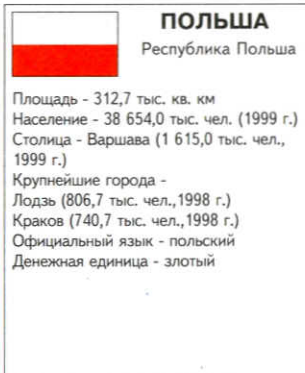 ПОЛЬША
Республика Польша
Площадь - 312,7 тыс. кв. км
Население - 38 654,0 тыс. чел. (1999 г.)
Столица - Варшава (1 615,0 тыс. чел.,
1999 г.)
Крупнейшие города -
Лодзь (806,7 тыс. чел.,1998 г.)
Краков (740,7 тыс. чел.,1998 г.)
Официальный язык - польский
Денежная единица - злотый